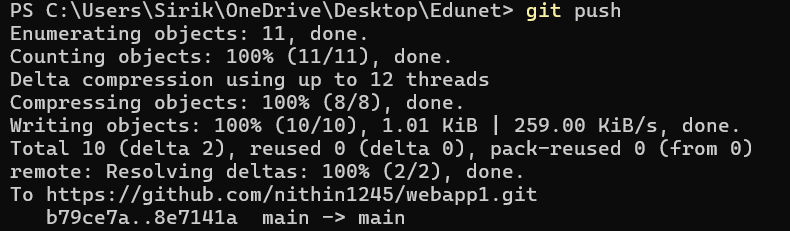 PS C:\Users\Sirik\OneDrive\Desktop\Edunet> git push
Enumerating objects: 11, done.
Counting objects: 100% (11/11), done.
Delta compression using up to 12 threads
Compressing objects: 100% (8/8), done.
Writing objects: 100% (10/10), 1.01 KiB | 259.00 KiB/s, done.
Total 10 (delta 2), reused 0 (delta 0), pack-reused 0 (from 0)
remote: Resolving deltas: 100% (2/2), done.
To https://github.com/nithin1245/webapp1.git
   b79ce7a..8e7141a  main -> main